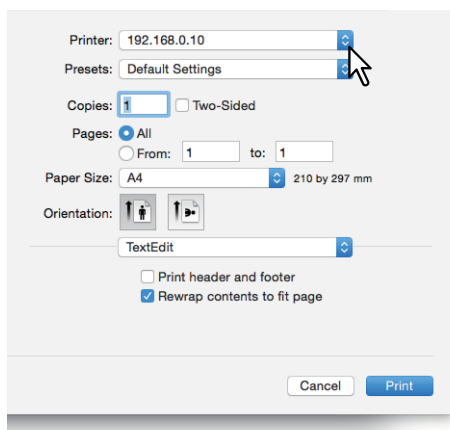 Printer: 192.168.0.10
Presets: Default Settings
Copies: 1 Two-Sided
Pages: All
From: 1 to: 1
Paper Size: A4 210 by 297 mm
Orientation:
TextEdit
Print header and footer
Rewrap contents to fit page
Cancel Print